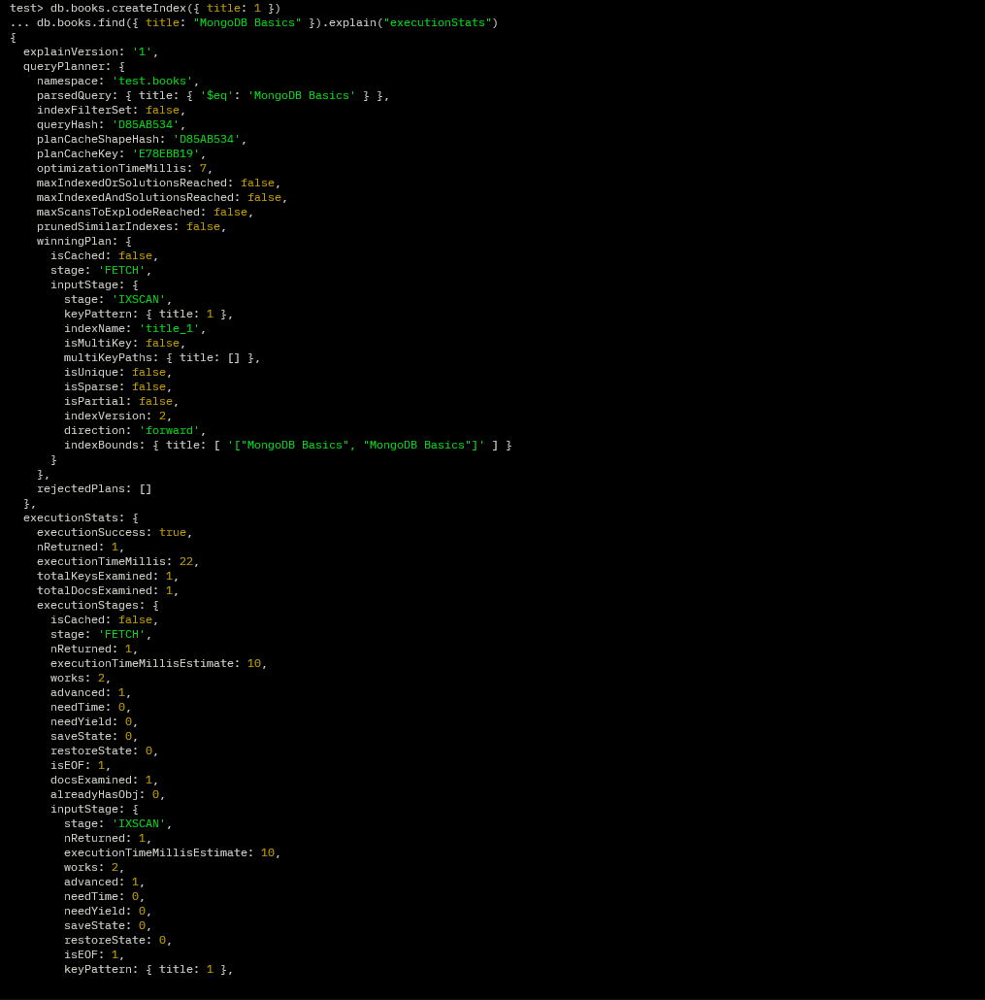 test> db.books.createIndex({ title: 1 })
... db.books.find({ title: "MongoDB Basics" }).explain("executionStats")
{
  explainVersion: '1',
  queryPlanner: {
    namespace: 'test.books',
    parsedQuery: { title: { '$eq': 'MongoDB Basics' } },
    indexFilterSet: false,
    queryHash: 'D85AB534',
    planCacheShapeHash: 'D85AB534',
    planCacheKey: 'E78EBB19',
    optimizationTimeMillis: 7,
    maxIndexedOrSolutionsReached: false,
    maxIndexedAndSolutionsReached: false,
    maxScansToExplodeReached: false,
    prunedSimilarIndexes: false,
    winningPlan: {
      isCached: false,
      stage: 'FETCH',
      inputStage: {
        stage: 'IXSCAN',
        keyPattern: { title: 1 },
        indexName: 'title_1',
        isMultiKey: false,
        multiKeyPaths: { title: [] },
        isUnique: false,
        isSparse: false,
        isPartial: false,
        indexVersion: 2,
        direction: 'forward',
        indexBounds: { title: [ '["MongoDB Basics", "MongoDB Basics"]' ] }
      }
    },
    rejectedPlans: []
  },
  executionStats: {
    executionSuccess: true,
    nReturned: 1,
    executionTimeMillis: 22,
    totalKeysExamined: 1,
    totalDocsExamined: 1,
    executionStages: {
      isCached: false,
      stage: 'FETCH',
      nReturned: 1,
      executionTimeMillisEstimate: 10,
      works: 2,
      advanced: 1,
      needTime: 0,
      needYield: 0,
      saveState: 0,
      restoreState: 0,
      isEOF: 1,
      docsExamined: 1,
      alreadyHasObj: 0,
      inputStage: {
        stage: 'IXSCAN',
        nReturned: 1,
        executionTimeMillisEstimate: 10,
        works: 2,
        advanced: 1,
        needTime: 0,
        needYield: 0,
        saveState: 0,
        restoreState: 0,
        isEOF: 1,
        keyPattern: { title: 1 },